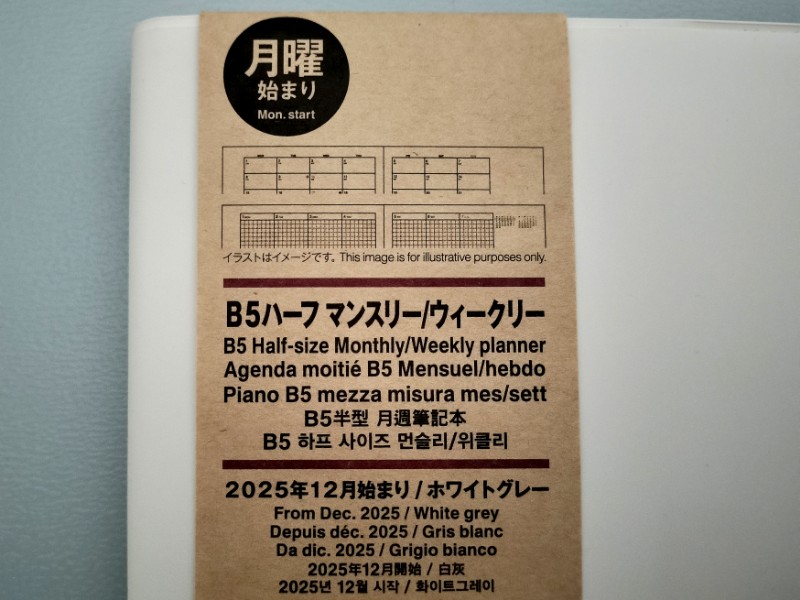 月曜
始まり
Mon. start
イラストはイメージです。This image is for illustrative purposes only.
B5ハーフ マンスリー/ウィークリー
B5 Half-size Monthly/Weekly planner
Agenda moitié B5 Mensuel/hebdo
Piano B5 mezza misura mes/sett
B5半型 月週筆記本
B5 하프 사이즈 먼슬리/위클리
2025年12月始まり / ホワイトグレー
From Dec. 2025 / White grey
Depuis déc. 2025 / Gris blanc
Da dic. 2025 / Grigio bianco
2025年12月開始 / 白灰
2025년 12월 시작 / 화이트그레이